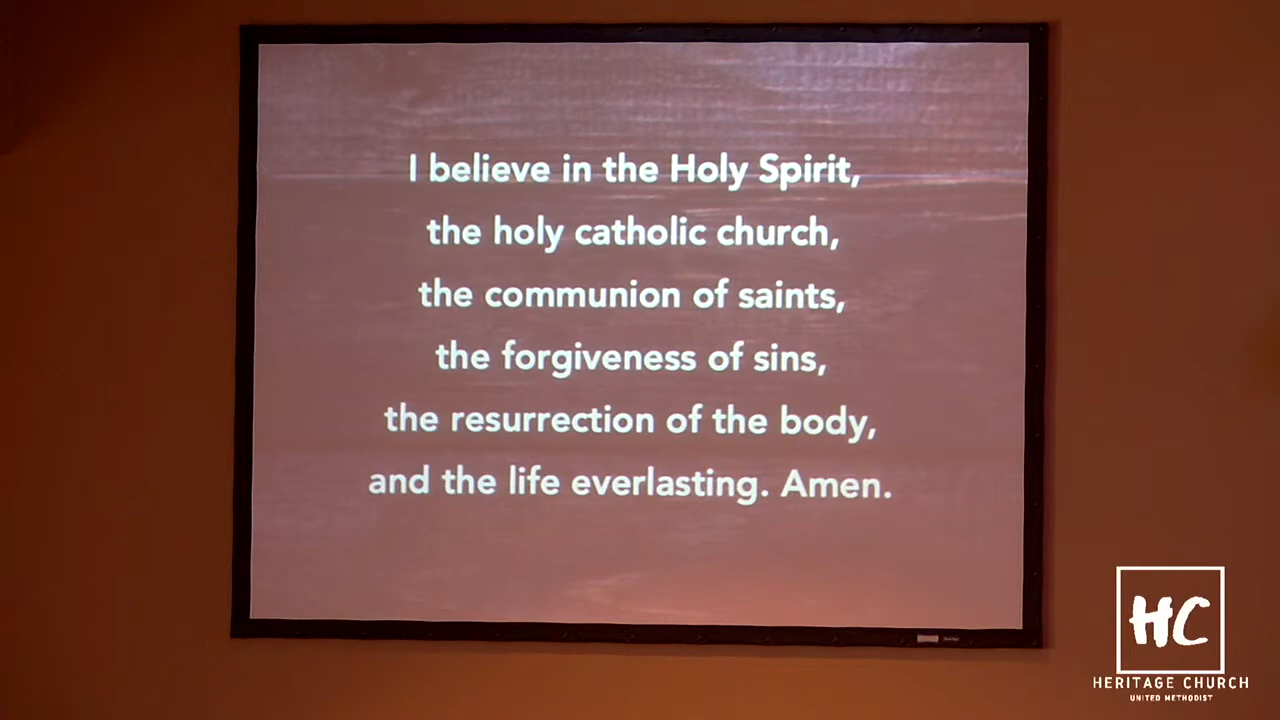 I believe in the Holy Spirit,
the holy catholic church,
the communion of saints,
the forgiveness of sins,
the resurrection of the body,
and the life everlasting. Amen.
HC
HERITAGE CHURCH
UNITED METHODIST